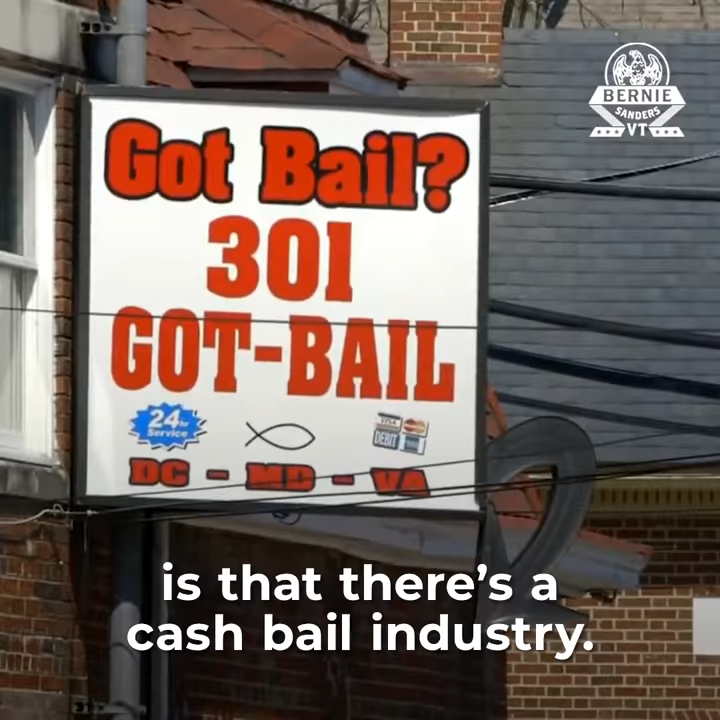 BERNIE
SANDERS
VT
Got Bail?
301
GOT-BAIL
24hr
Service
VISA
DEBIT
DC - MD - VA
is that there's a
cash bail industry.